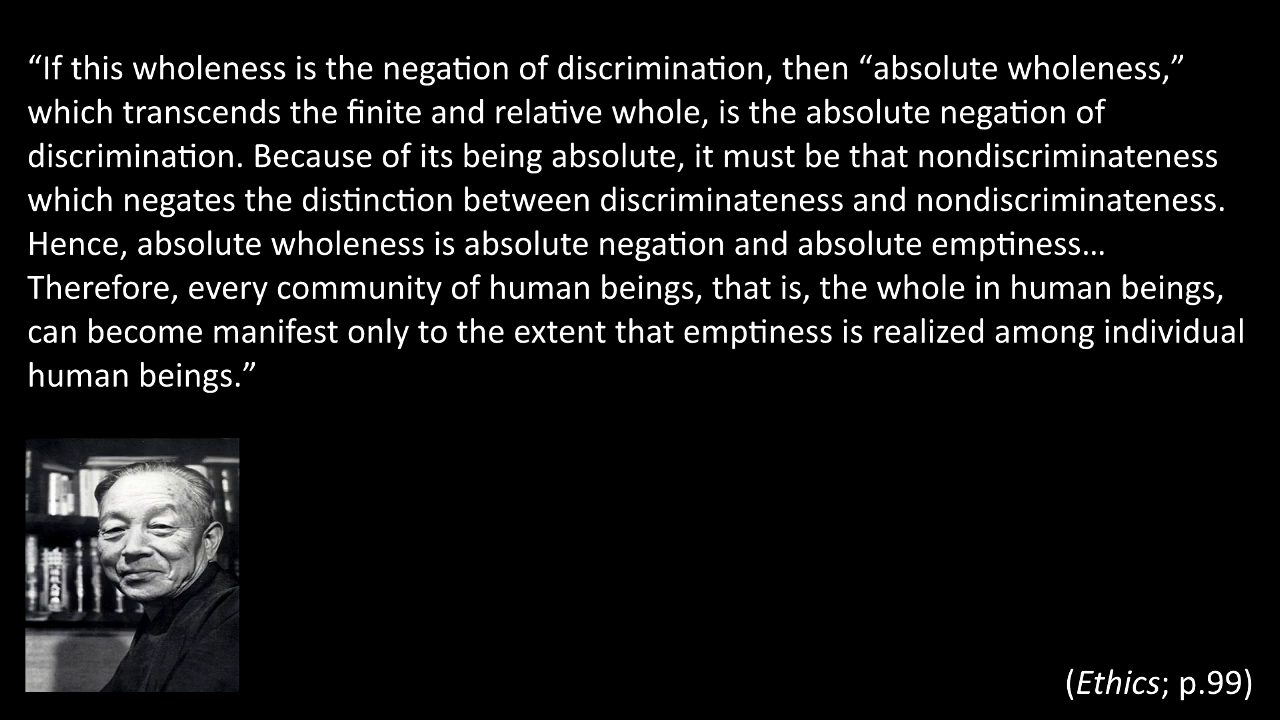 “If this wholeness is the negation of discrimination, then “absolute wholeness,”
which transcends the finite and relative whole, is the absolute negation of
discrimination. Because of its being absolute, it must be that nondiscriminateness
which negates the distinction between discriminateness and nondiscriminateness.
Hence, absolute wholeness is absolute negation and absolute emptiness…
Therefore, every community of human beings, that is, the whole in human beings,
can become manifest only to the extent that emptiness is realized among individual
human beings.”
(Ethics; p.99)